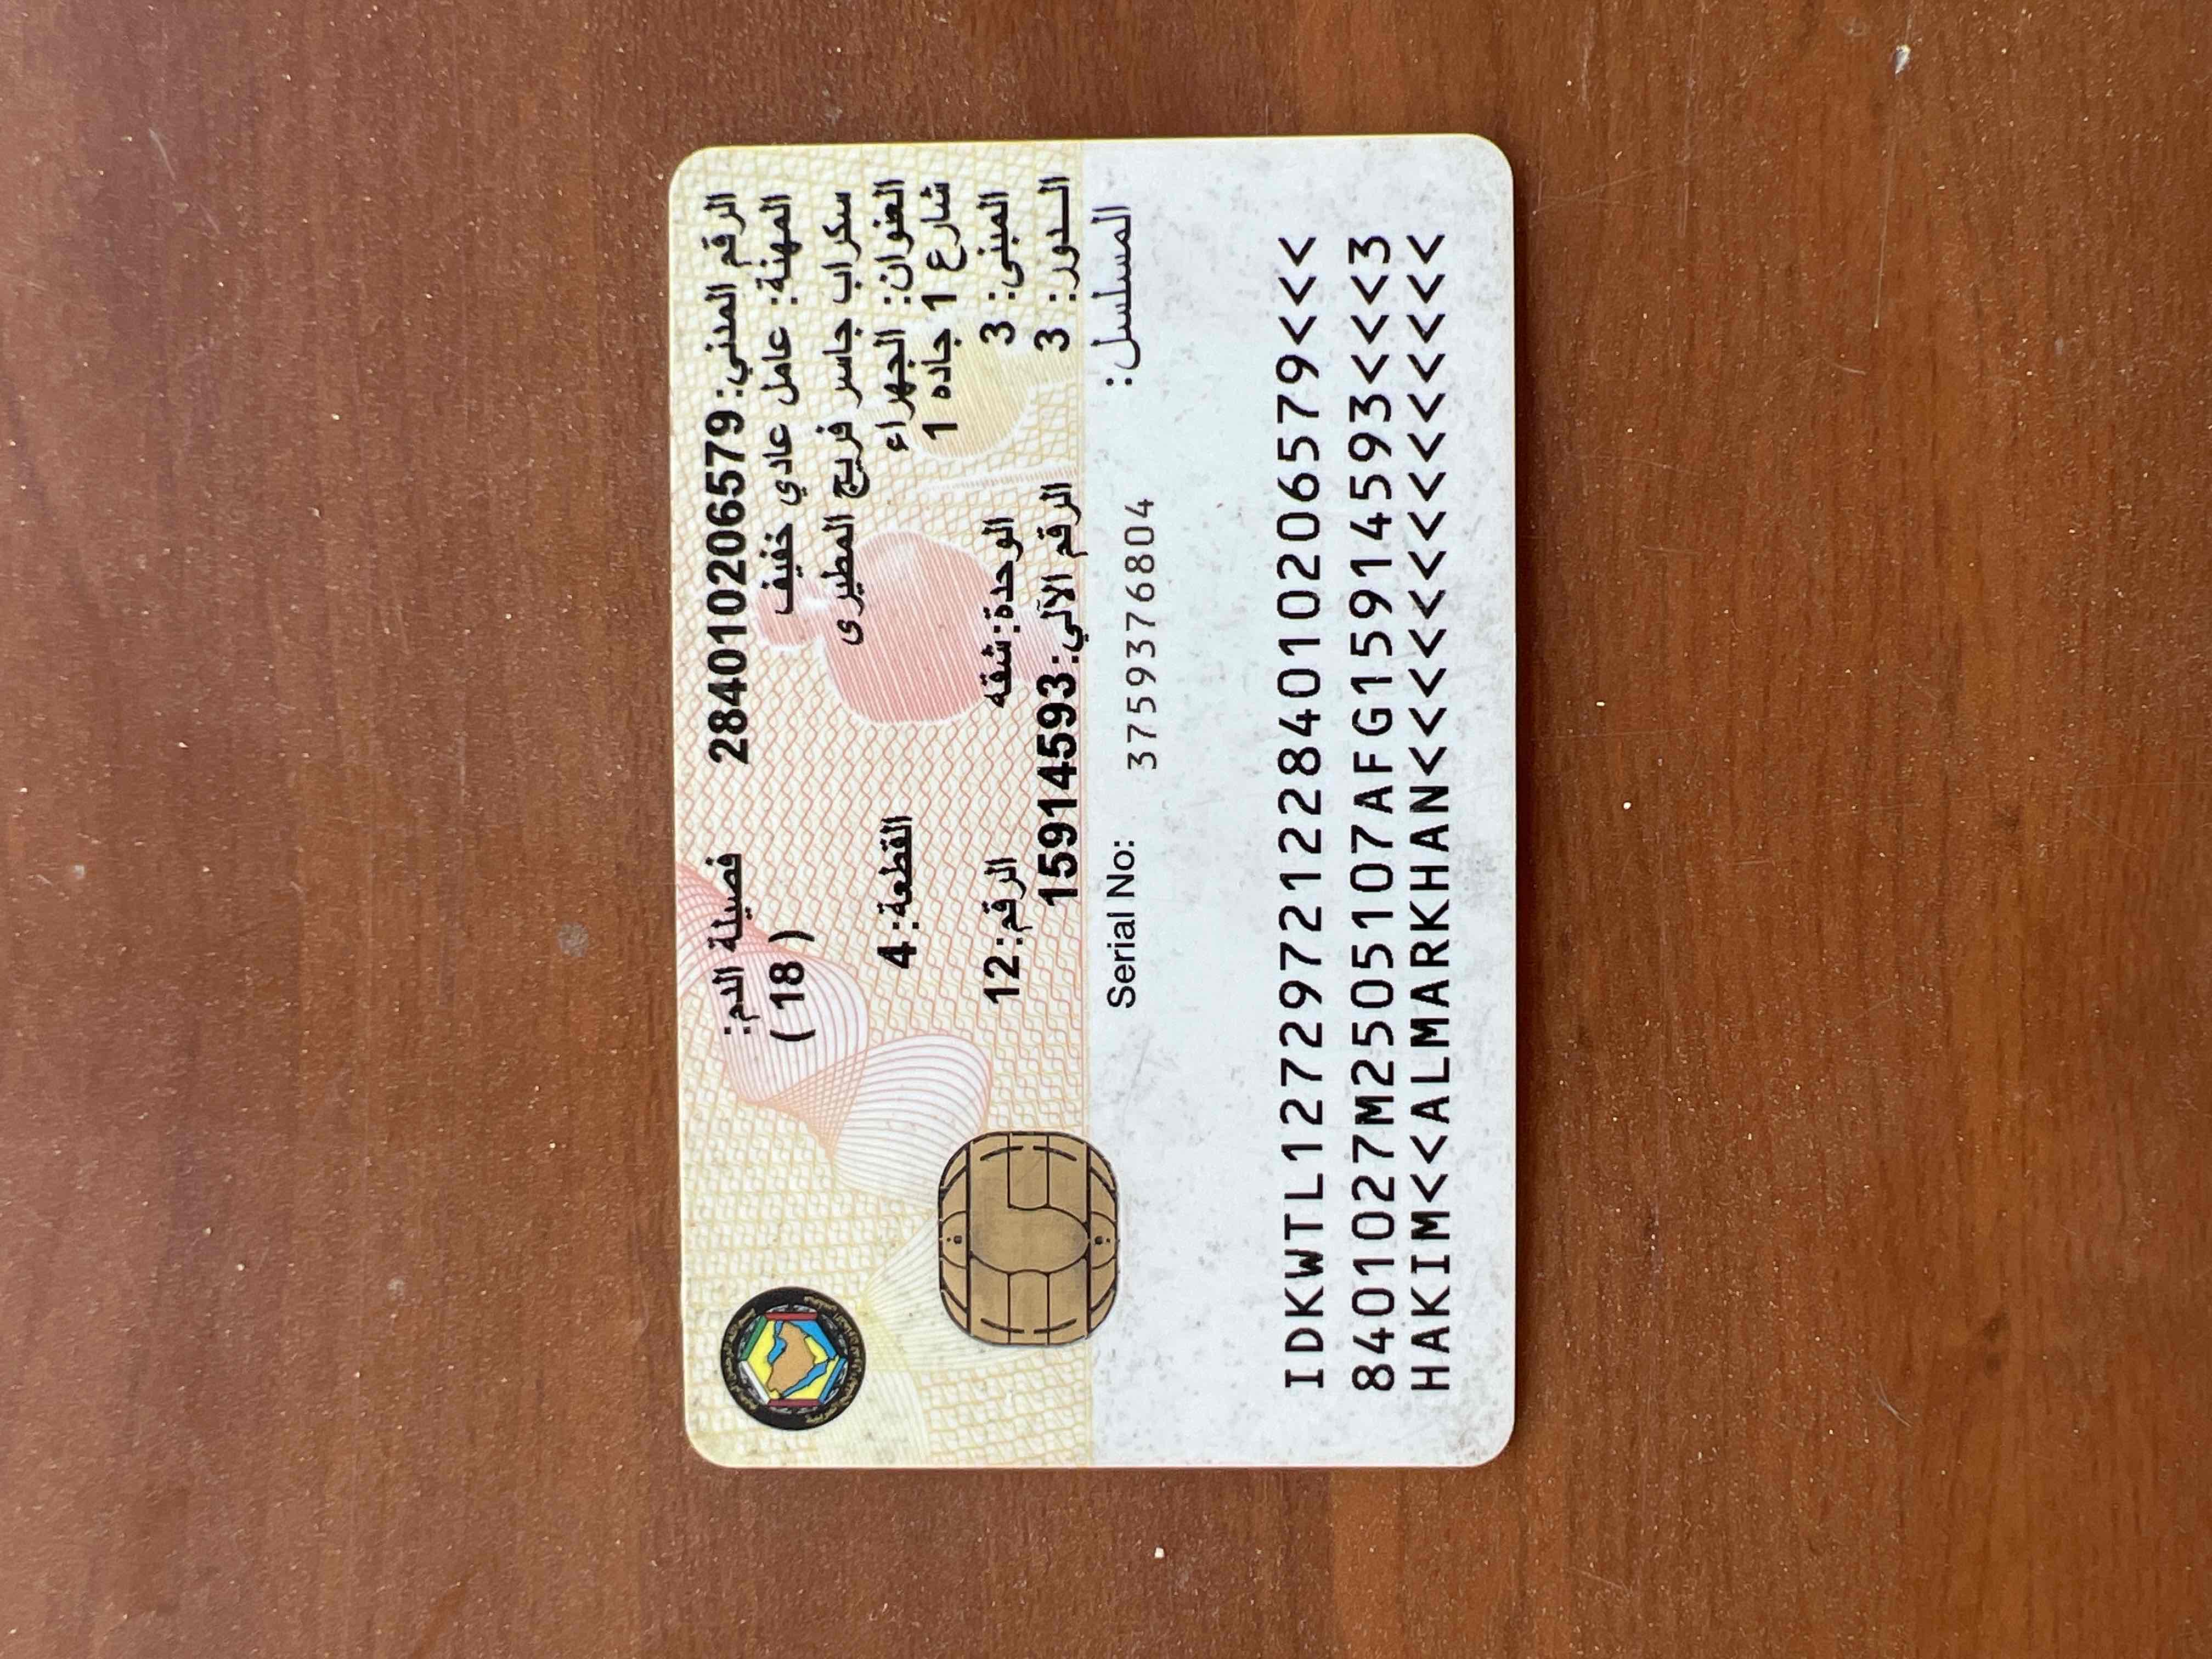 الرقم المدني: 284010206579 فصيلة الدم:
المهنة: عامل عادي خفيف (18)
سكراب جاسر فريج المطيرى
العنوان: الجهراء القطعة: 4
شارع 1 جاده 1
المبنى: 3 الوحدة: شقه الرقم: 12
الــدور: 3 الرقم الآلي: 15914593
المسلسل: 3759376804 Serial No:
IDKWTL127297212284010206579<<<
8401027M2505107AFG15914593<<<3
HAKIM<<ALMARKHAN<<<<<<<<<<<<<<